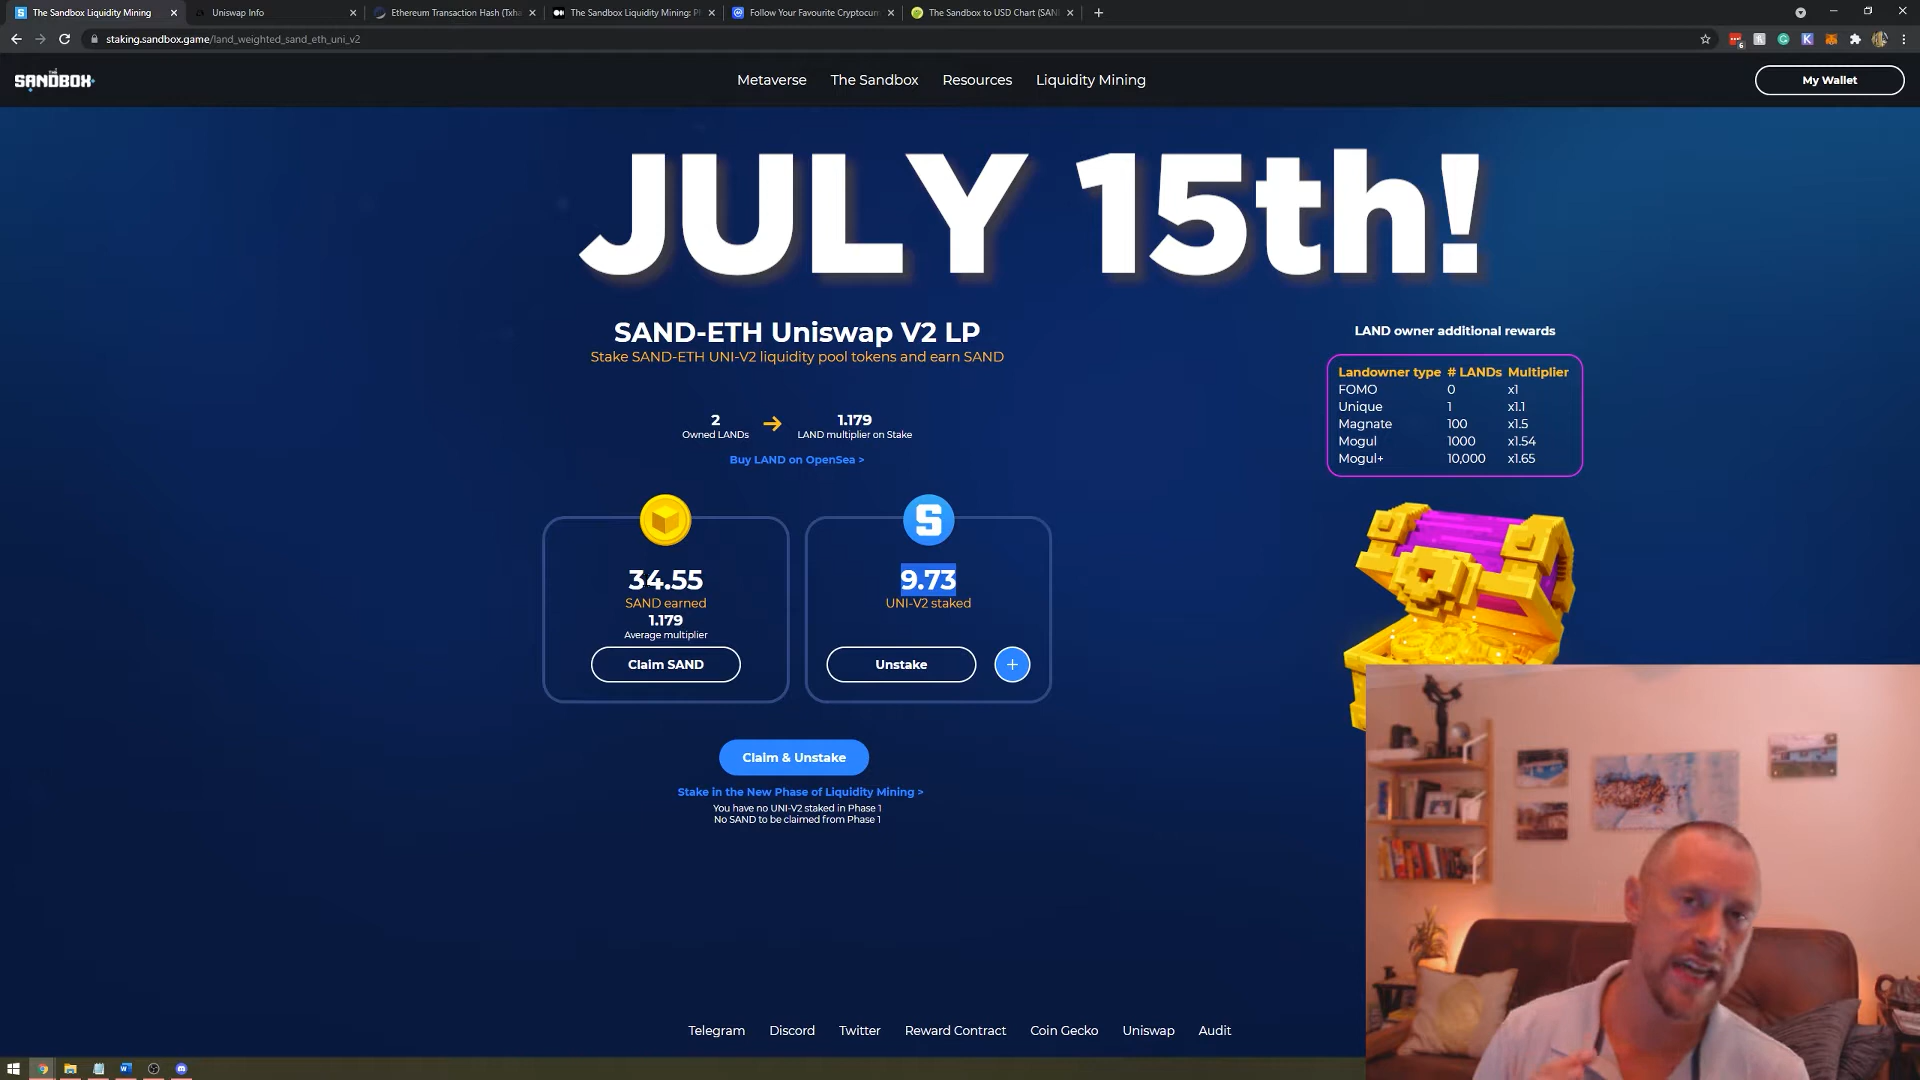 The Sandbox Liquidity Mining
Uniswap Info
Ethereum Transaction Hash (Txha
The Sandbox Liquidity Mining: Ph
Follow Your Favourite Cryptocurr
The Sandbox to USD Chart (SAN
staking.sandbox.game/land_weighted_sand_eth_uni_v2
THE SANDBOX
Metaverse
The Sandbox
Resources
Liquidity Mining
My Wallet
JULY 15th!
SAND-ETH Uniswap V2 LP
Stake SAND-ETH UNI-V2 liquidity pool tokens and earn SAND
2
Owned LANDs
1.179
LAND multiplier on Stake
Buy LAND on OpenSea >
LAND owner additional rewards
Landowner type # LANDs Multiplier
FOMO 0 x1
Unique 1 x1.1
Magnate 100 x1.5
Mogul 1000 x1.54
Mogul+ 10,000 x1.65
34.55
SAND earned
1.179
Average multiplier
Claim SAND
S
9.73
UNI-V2 staked
Unstake
+
Claim & Unstake
Stake in the New Phase of Liquidity Mining >
You have no UNI-V2 staked in Phase 1
No SAND to be claimed from Phase 1
Telegram
Discord
Twitter
Reward Contract
Coin Gecko
Uniswap
Audit